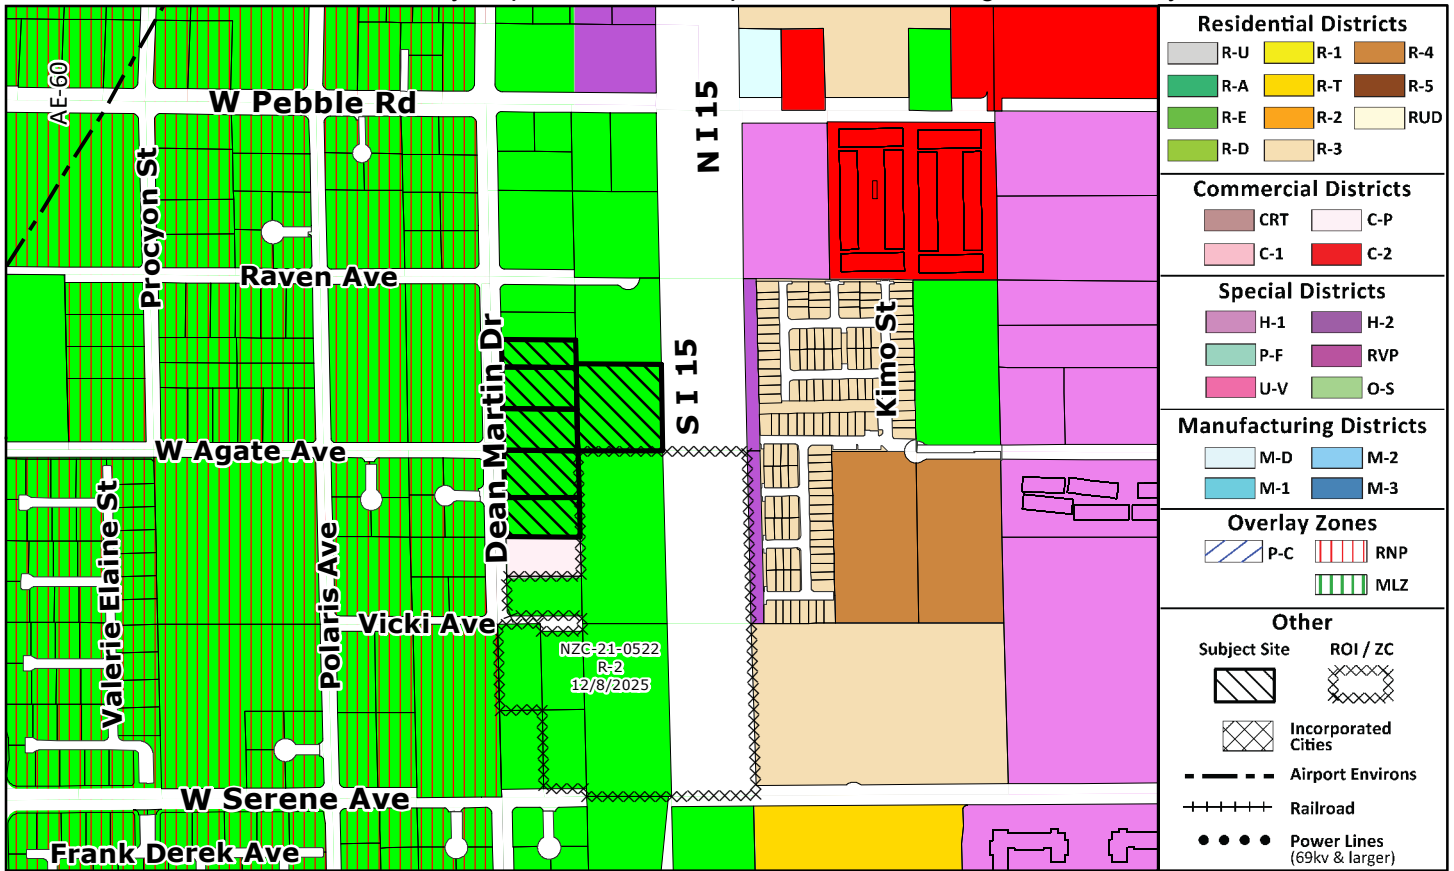 AE-60
W Pebble Rd
N I 15
Procyon St
Raven Ave
Dean Martin Dr
S I 15
Kimo St
W Agate Ave
Valerie Elaine St
Polaris Ave
Vicki Ave
NZC-21-0522
R-2
12/8/2025
W Serene Ave
Frank Derek Ave
Residential Districts
R-U
R-1
R-4
R-A
R-T
R-5
R-E
R-2
RUD
R-D
R-3
Commercial Districts
CRT
C-P
C-1
C-2
Special Districts
H-1
H-2
P-F
RVP
U-V
O-S
Manufacturing Districts
M-D
M-2
M-1
M-3
Overlay Zones
P-C
RNP
MLZ
Other
Subject Site
ROI / ZC
Incorporated
Cities
Airport Environs
Railroad
Power Lines
(69kv & larger)